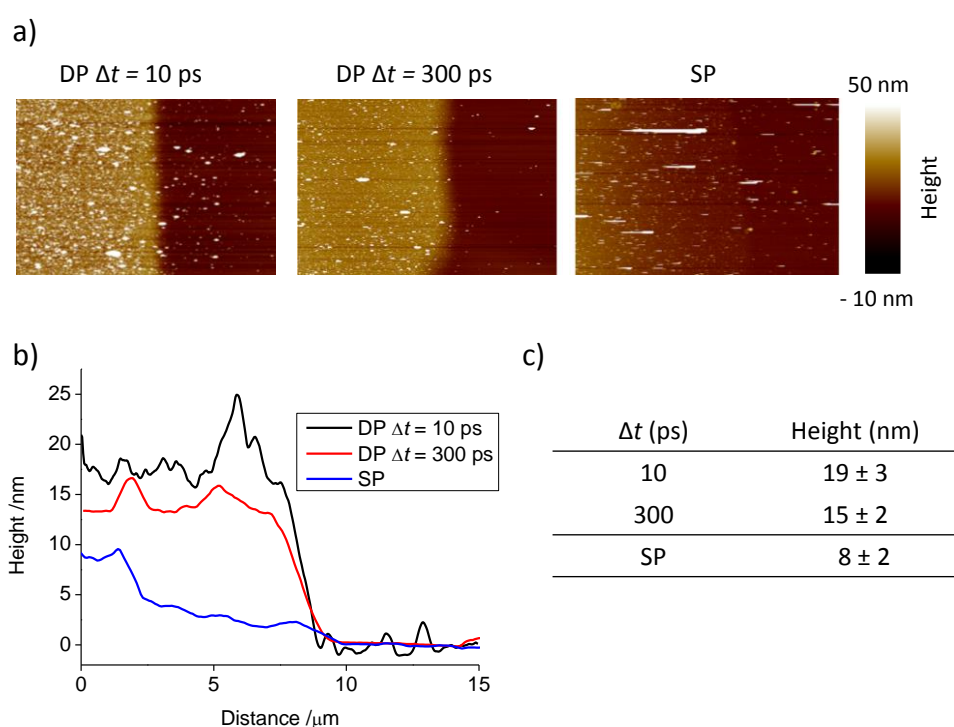 a)
DP Δt = 10 ps
DP Δt = 300 ps
SP
50 nm
Height
- 10 nm
b)
25
20
15
10
5
0
Height /nm
0 5 10 15
Distance /μm
DP Δt = 10 ps
DP Δt = 300 ps
SP
c)
Δt (ps) Height (nm)
10 19 ± 3
300 15 ± 2
SP 8 ± 2